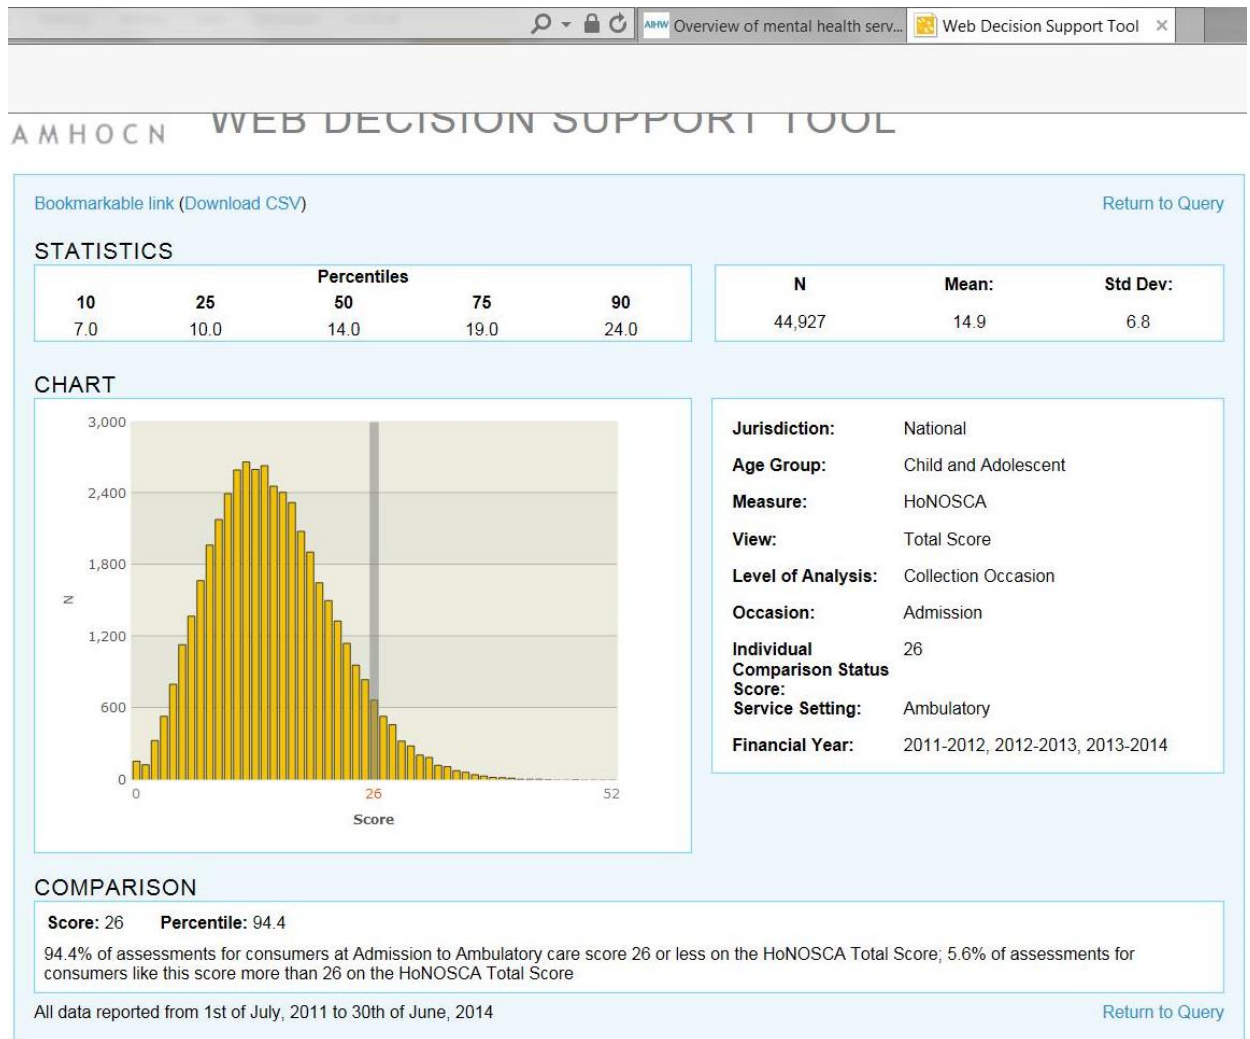 AIHW Overview of mental health serv... Web Decision Support Tool ×
AMHOCN WEB DECISION SUPPORT TOOL
Bookmarkable link (Download CSV) Return to Query
STATISTICS
Percentiles
10 25 50 75 90
7.0 10.0 14.0 19.0 24.0
N Mean: Std Dev:
44,927 14.9 6.8
CHART
3,000
2,400
1,800
N
1,200
600
0
0 26 52
Score
Jurisdiction: National
Age Group: Child and Adolescent
Measure: HoNOSCA
View: Total Score
Level of Analysis: Collection Occasion
Occasion: Admission
Individual 26
Comparison Status
Score:
Service Setting: Ambulatory
Financial Year: 2011-2012, 2012-2013, 2013-2014
COMPARISON
Score: 26 Percentile: 94.4
94.4% of assessments for consumers at Admission to Ambulatory care score 26 or less on the HoNOSCA Total Score; 5.6% of assessments for
consumers like this score more than 26 on the HoNOSCA Total Score
All data reported from 1st of July, 2011 to 30th of June, 2014 Return to Query